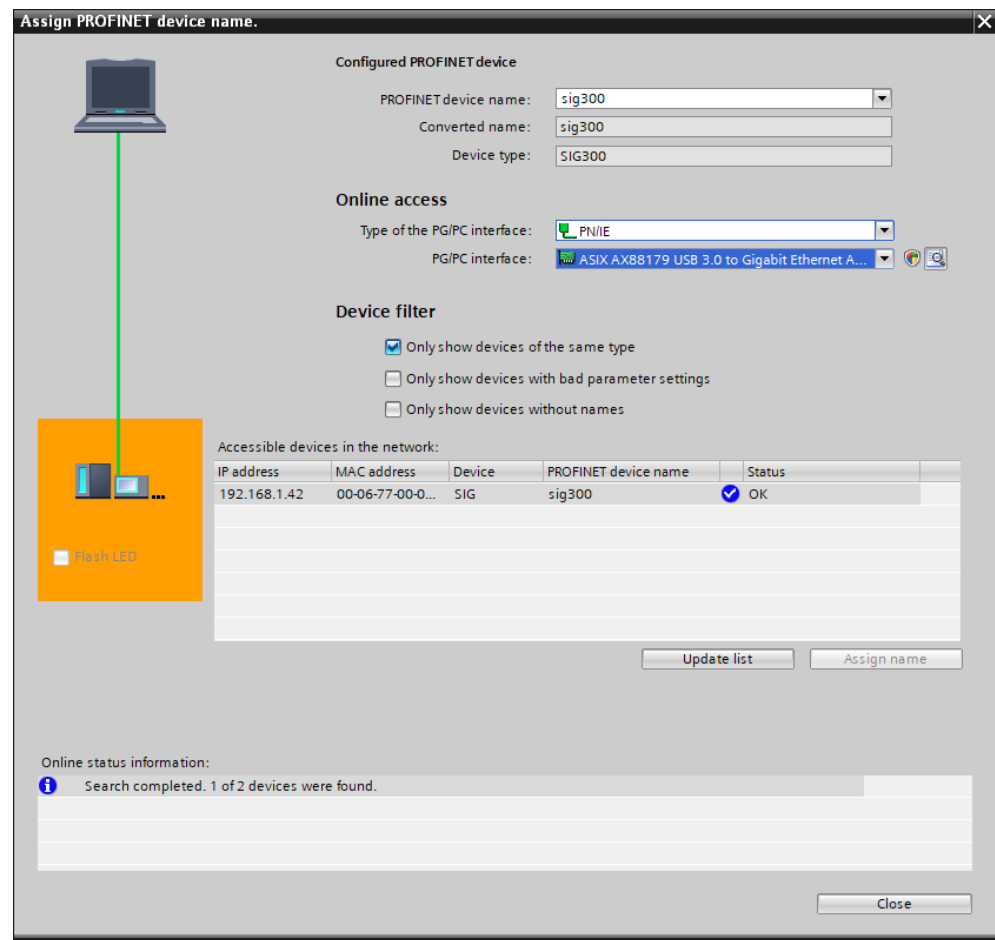 Assign PROFINET device name.
Configured PROFINET device
PROFINET device name: sig300
Converted name: sig300
Device type: SIG300
Online access
Type of the PG/PC interface: PN/IE
PG/PC interface: ASIX AX88179 USB 3.0 to Gigabit Ethernet A...
Device filter
Only show devices of the same type
Only show devices with bad parameter settings
Only show devices without names
Accessible devices in the network:
IP address MAC address Device PROFINET device name Status
192.168.1.42 00-06-77-00-0... SIG sig300 OK
...
Flash LED
Update list Assign name
Online status information:
Search completed. 1 of 2 devices were found.
Close